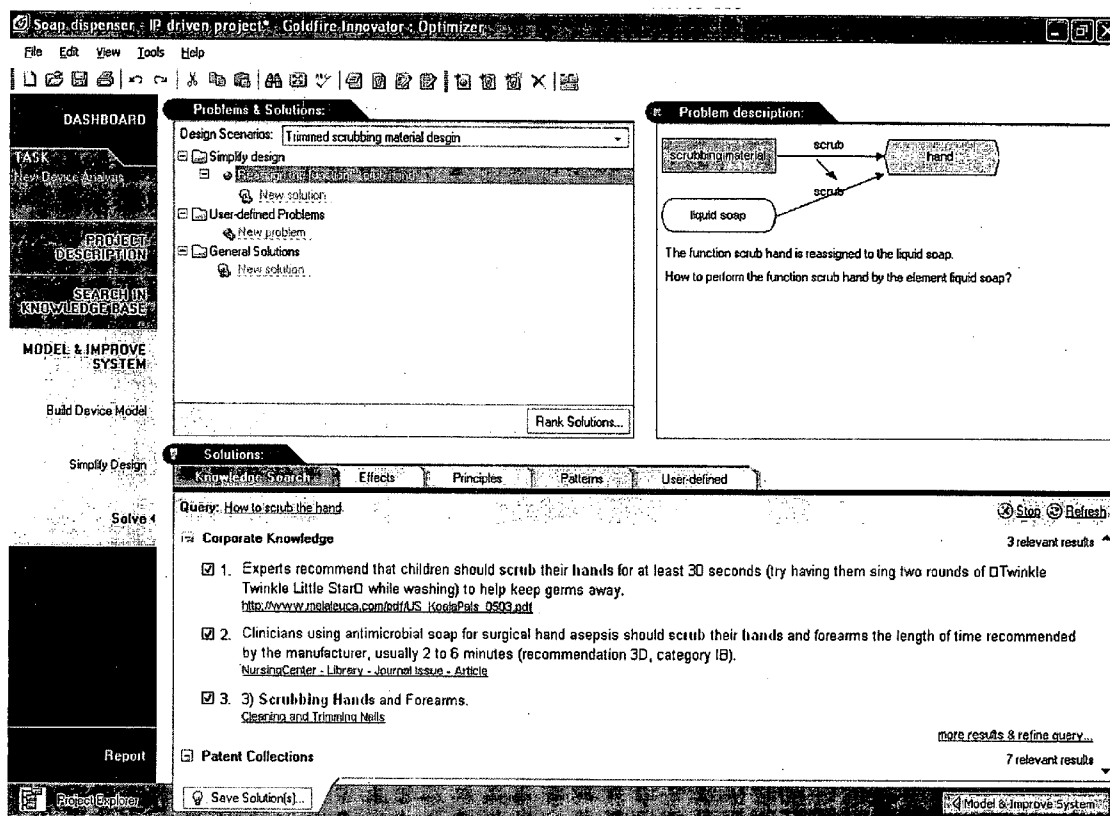 Soap dispenser - IP driven project* - Goldfire Innovator : Optimizer
File Edit View Tools Help
DASHBOARD
TASK
New Device Analysis
PROJECT DESCRIPTION
SEARCH IN KNOWLEDGE BASE
MODEL & IMPROVE SYSTEM
Build Device Model
Simplify Design
Solve
Report
Project Explorer
Problems & Solutions:
Design Scenarios: Trimmed scrubbing material desgin
Simplify design
New solution
User-defined Problems
New problem
General Solutions
New solution
Rank Solutions...
Problem description:
scrubbing material
scrub
hand
scrub
liquid soap
The function scrub hand is reassigned to the liquid soap.
How to perform the function scrub hand by the element liquid soap?
Solutions:
Knowledge Search Effects Principles Patterns User-defined
Query: How to scrub the hand
Stop Refresh
Corporate Knowledge
3 relevant results
1. Experts recommend that children should scrub their hands for at least 30 seconds (try having them sing two rounds of □Twinkle
Twinkle Little Star□ while washing) to help keep germs away.
http://www.melaleuca.com/pdf/US_KoalaPals_0503.pdf
2. Clinicians using antimicrobial soap for surgical hand asepsis should scrub their hands and forearms the length of time recommended
by the manufacturer, usually 2 to 6 minutes (recommendation 3D, category IB).
NursingCenter - Library - Journal Issue - Article
3. 3) Scrubbing Hands and Forearms.
Cleaning and Trimming Nails
more results & refine query...
Patent Collections
7 relevant results
Save Solution(s)...
Model & Improve System